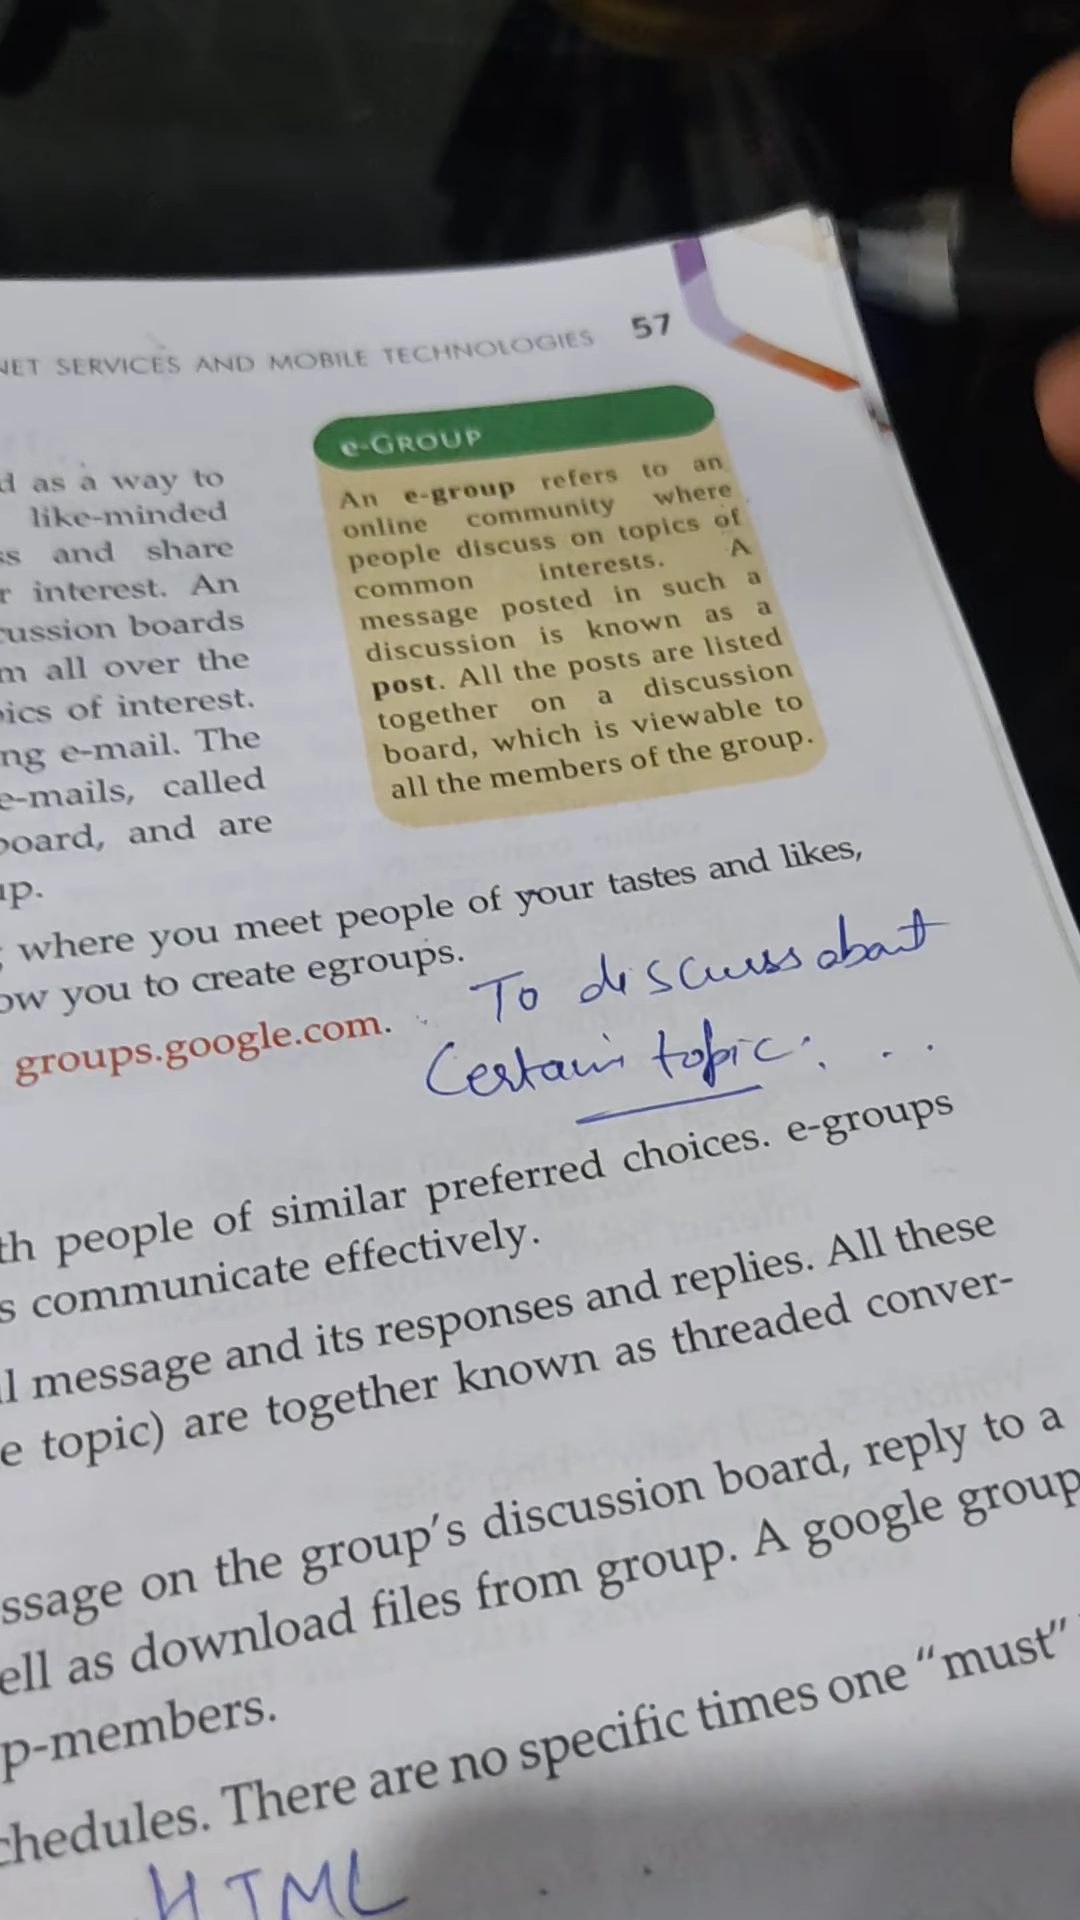 NET SERVICES AND MOBILE TECHNOLOGIES 57
e-GROUP
An e-group refers to an
online community where
people discuss on topics of
common interests. A
message posted in such a
discussion is known as a
post. All the posts are listed
together on a discussion
board, which is viewable to
all the members of the group.
d as a way to
like-minded
ss and share
r interest. An
cussion boards
m all over the
pics of interest.
ng e-mail. The
e-mails, called
board, and are
up.
where you meet people of your tastes and likes,
ow you to create egroups.
groups.google.com.
To discuss about
Certain topic:
th people of similar preferred choices. e-groups
s communicate effectively.
l message and its responses and replies. All these
e topic) are together known as threaded conver-
ssage on the group's discussion board, reply to a
ell as download files from group. A google group
p-members.
chedules. There are no specific times one "must"
HTML